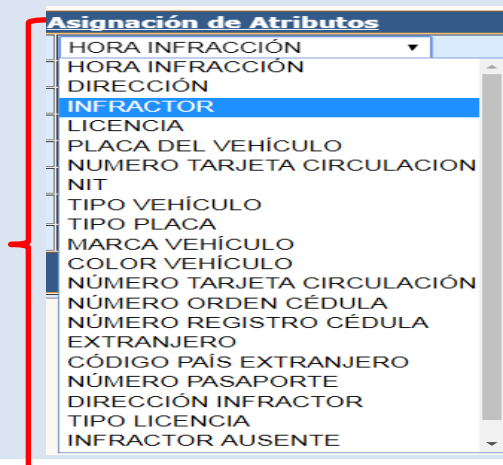 Asignación de Atributos
HORA INFRACCIÓN
HORA INFRACCIÓN
DIRECCIÓN
INFRACTOR
LICENCIA
PLACA DEL VEHÍCULO
NUMERO TARJETA CIRCULACION
NIT
TIPO VEHÍCULO
TIPO PLACA
MARCA VEHÍCULO
COLOR VEHÍCULO
NÚMERO TARJETA CIRCULACIÓN
NÚMERO ORDEN CÉDULA
NÚMERO REGISTRO CÉDULA
EXTRANJERO
CÓDIGO PAÍS EXTRANJERO
NÚMERO PASAPORTE
DIRECCIÓN INFRACTOR
TIPO LICENCIA
INFRACTOR AUSENTE